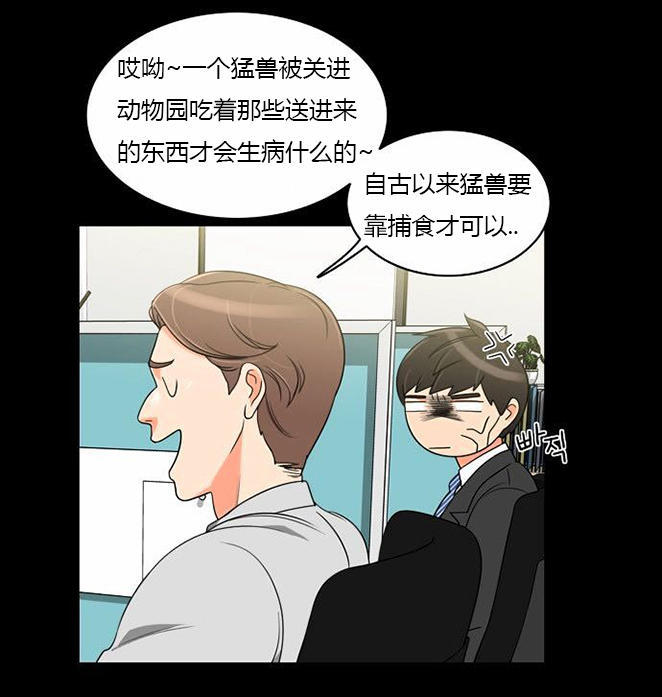 哎呦~一个猛兽被关进
动物园吃着那些送进来
的东西才会生病什么的~
自古以来猛兽要
靠捕食才可以..
빠직